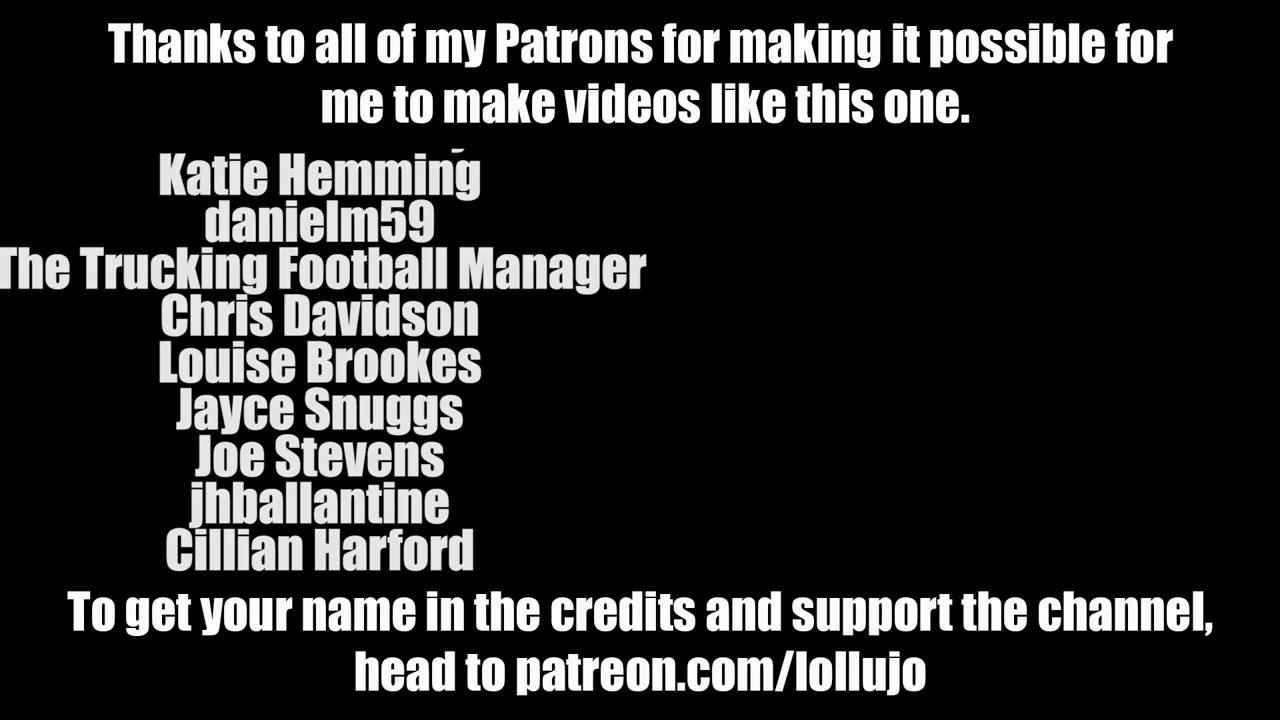 Thanks to all of my Patrons for making it possible for
me to make videos like this one.
Katie Hemming
danielm59
The Trucking Football Manager
Chris Davidson
Louise Brookes
Jayce Snuggs
Joe Stevens
jhballantine
Cillian Harford
To get your name in the credits and support the channel,
head to patreon.com/lollujo